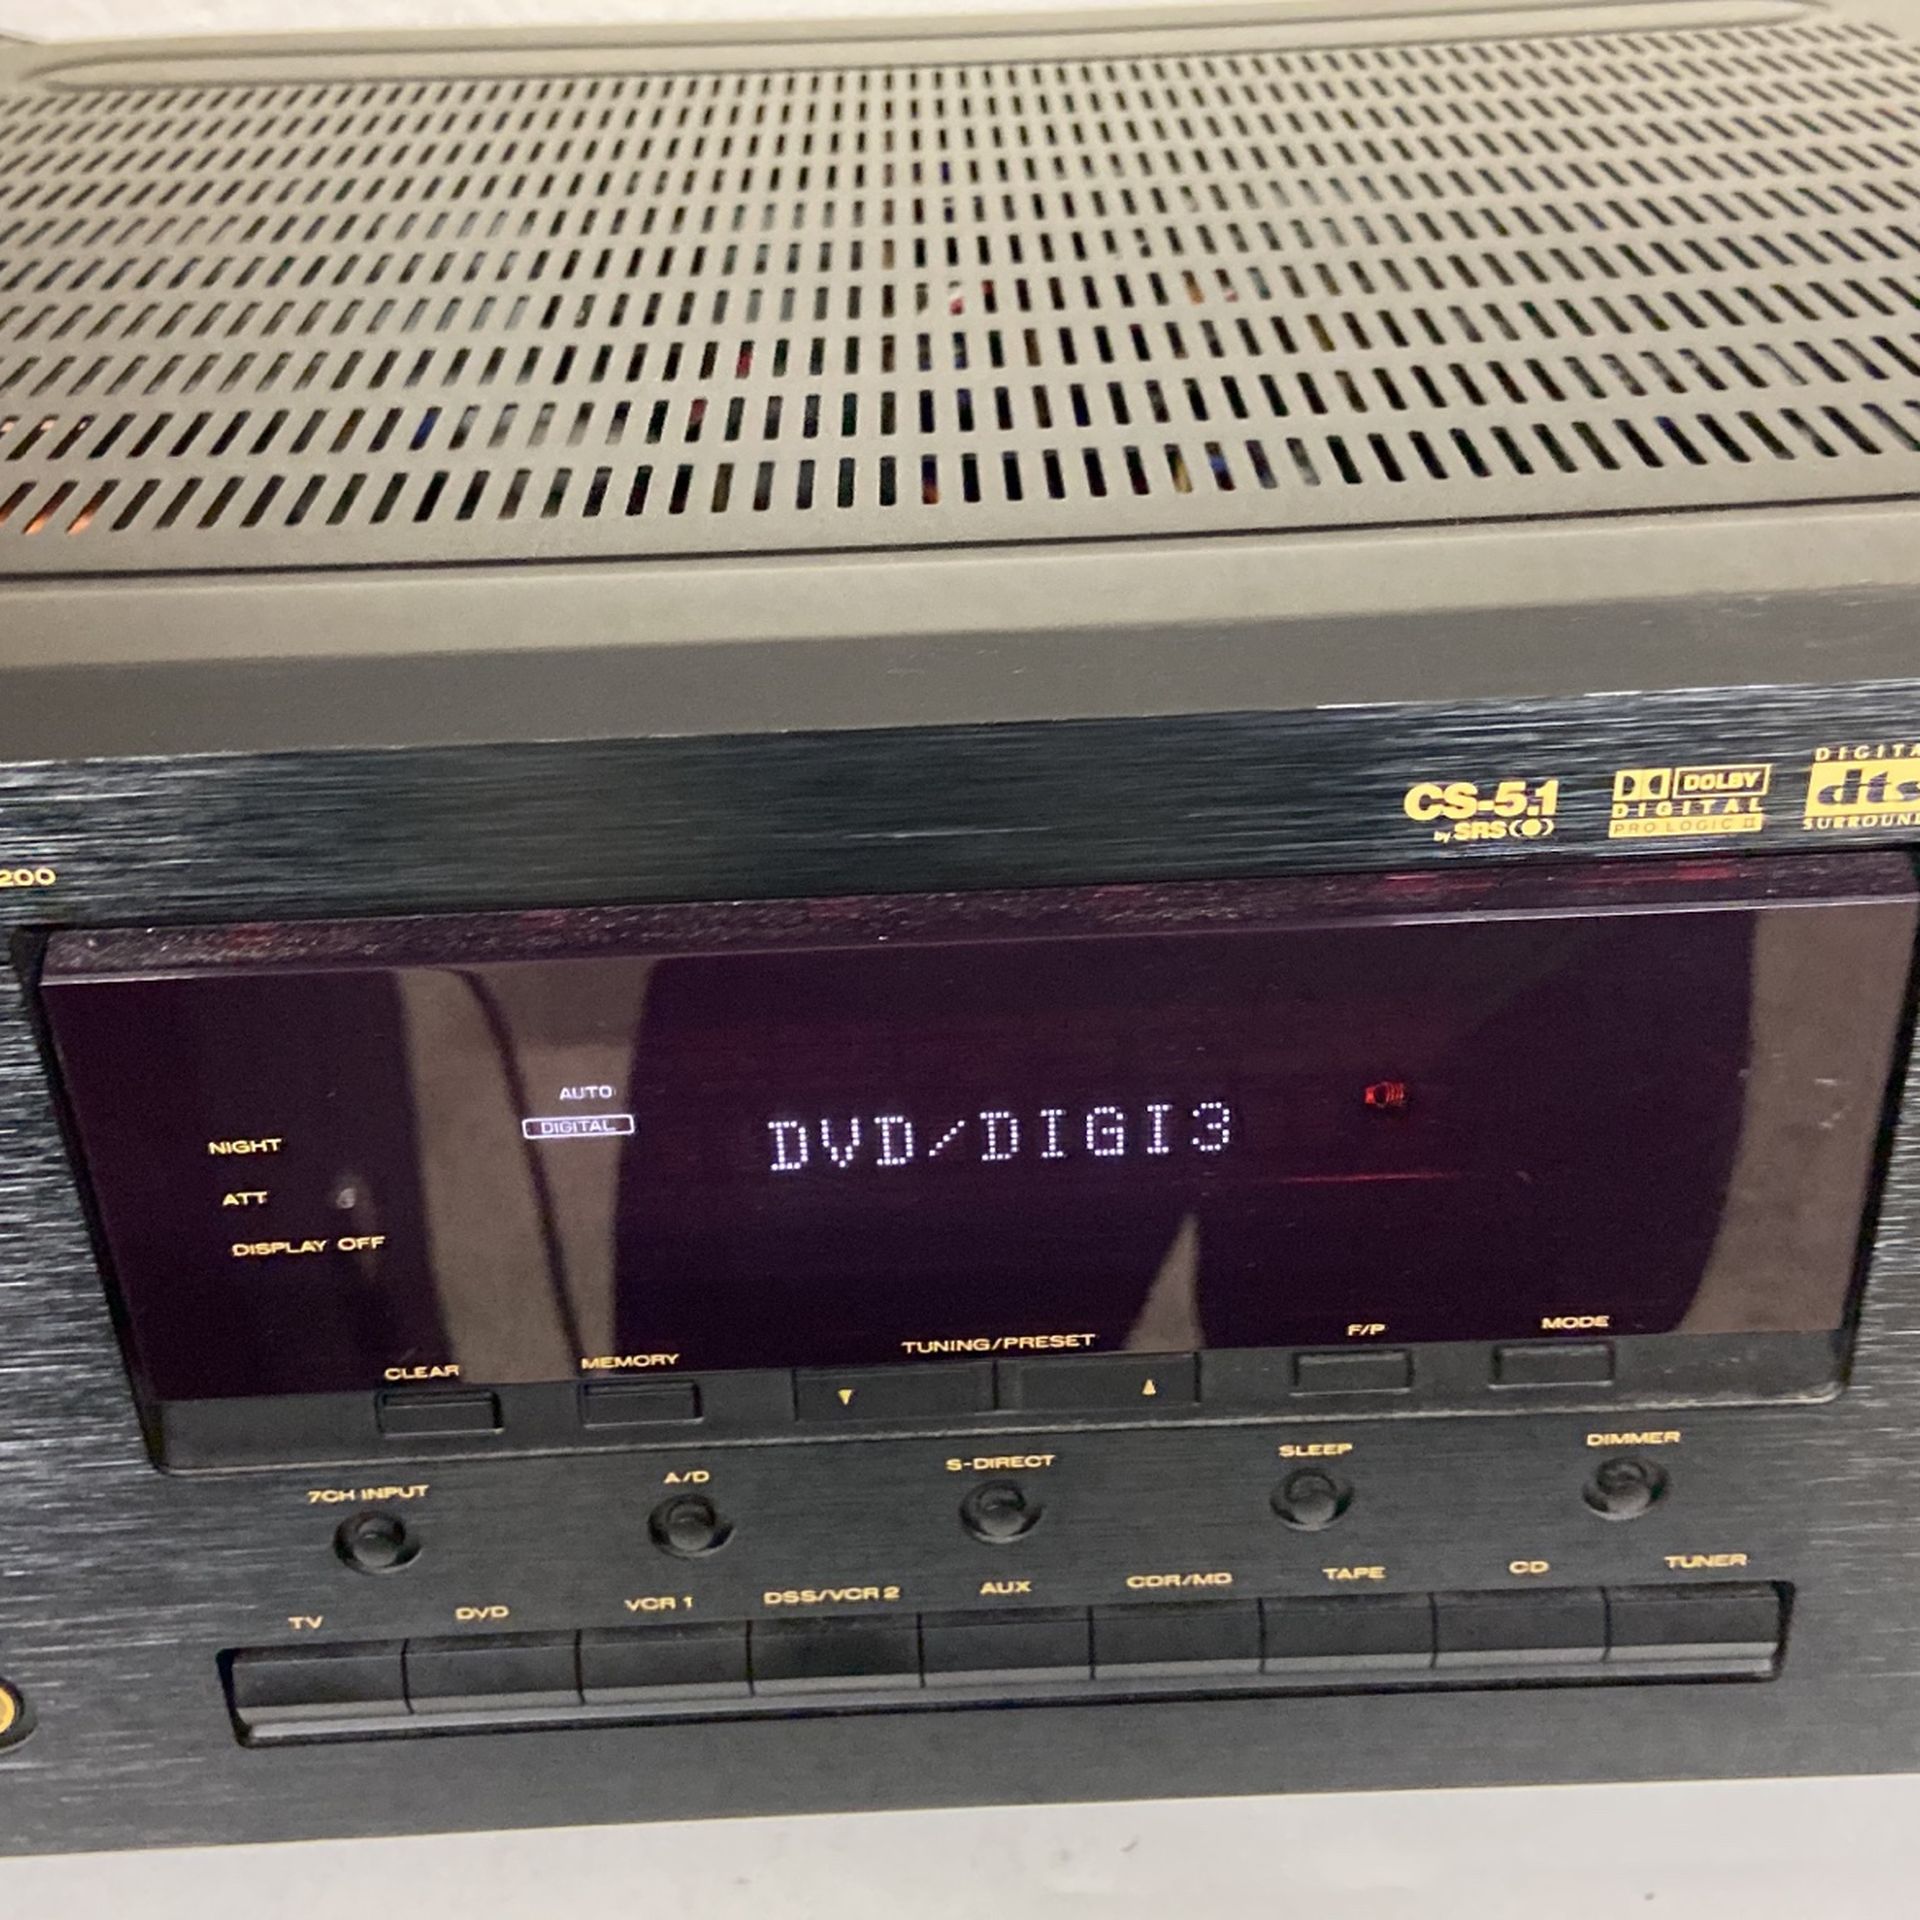 CS-5.1
by SRS
DOLBY
DIGITAL
PRO LOGIC II
DIGITA
dts
SURROUND
200
AUTO
DIGITAL
DVD/DIGI3
NIGHT
ATT
DISPLAY OFF
CLEAR
MEMORY
TUNING/PRESET
F/P
MODE
7CH INPUT
A/D
S-DIRECT
SLEEP
DIMMER
TV
DVD
VCR 1
DSS/VCR 2
AUX
CDR/MD
TAPE
CD
TUNER